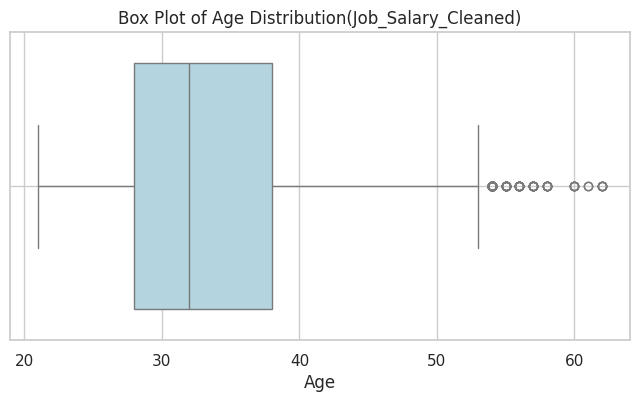 Box Plot of Age Distribution(Job_Salary_Cleaned)
20 30 40 50 60
Age